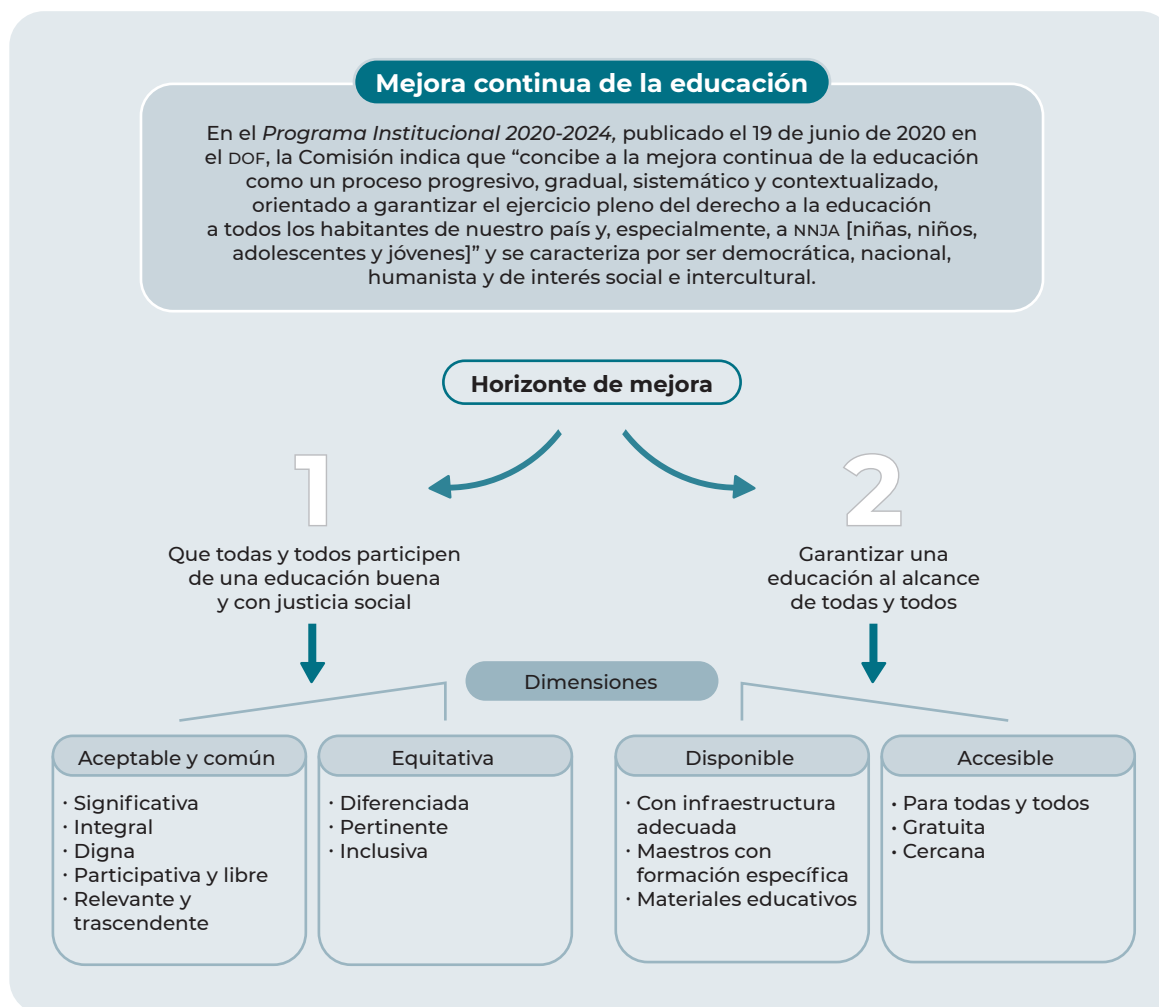 Mejora continua de la educación
En el Programa Institucional 2020-2024, publicado el 19 de junio de 2020 en
el DOF, la Comisión indica que “concibe a la mejora continua de la educación
como un proceso progresivo, gradual, sistemático y contextualizado,
orientado a garantizar el ejercicio pleno del derecho a la educación
a todos los habitantes de nuestro país y, especialmente, a NNJA [niñas, niños,
adolescentes y jóvenes]” y se caracteriza por ser democrática, nacional,
humanista y de interés social e intercultural.
Horizonte de mejora
1
Que todas y todos participen
de una educación buena
y con justicia social
2
Garantizar una
educación al alcance
de todas y todos
Dimensiones
Aceptable y común
· Significativa
· Integral
· Digna
· Participativa y libre
· Relevante y
trascendente
Equitativa
· Diferenciada
· Pertinente
· Inclusiva
Disponible
· Con infraestructura
adecuada
· Maestros con
formación específica
· Materiales educativos
Accesible
• Para todas y todos
• Gratuita
• Cercana